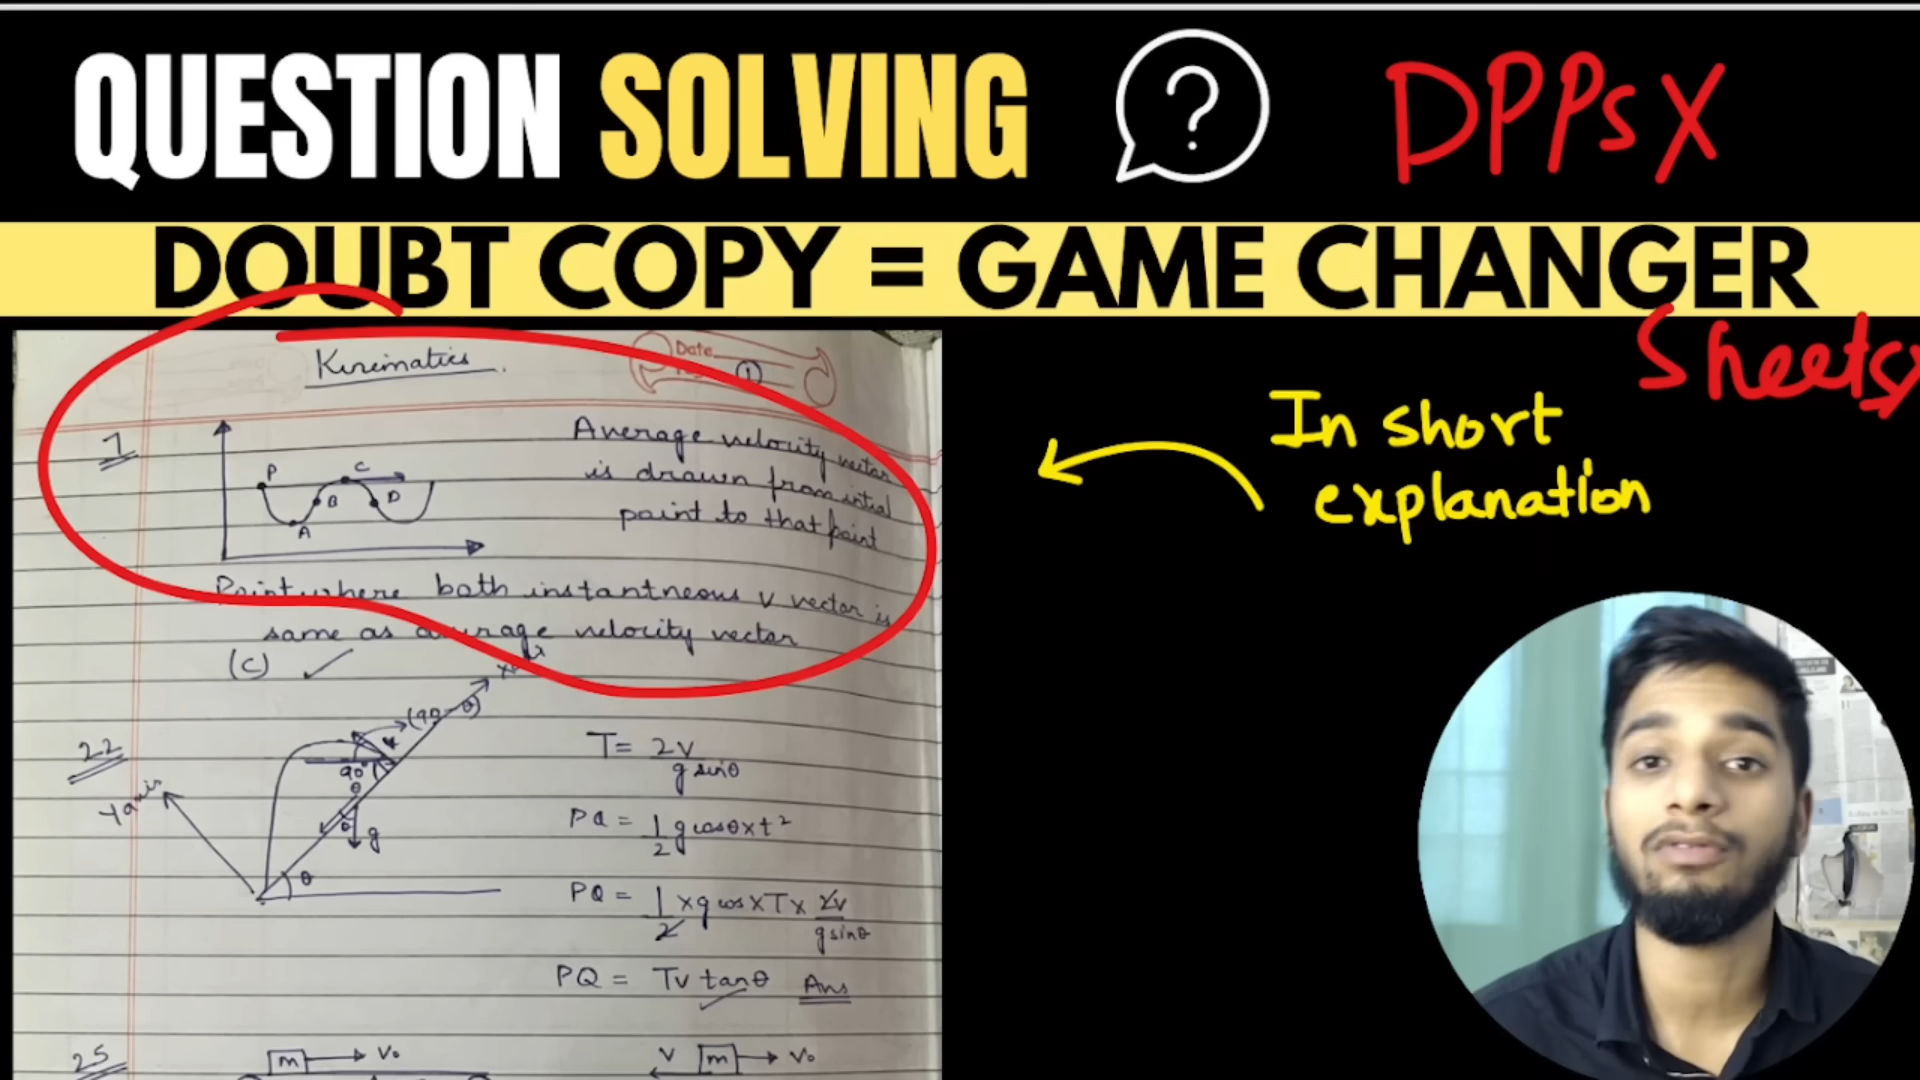 QUESTION SOLVING ? DPPs X
DOUBT COPY = GAME CHANGER
Sheets
In short
explanation
Kinematics.
Date
1
1
P
C
B
D
A
Average velocity vector
is drawn from intial
point to that point
Point where both instantneous v vector is
same as average velocity vector
(C)
22
(90-θ)
90°
θ
g
θ
Y axis
T = 2v
g sinθ
PQ = 1/2 g cosθ x t²
PQ = 1/2 x g cos x T x 2v
g sinθ
PQ = Tv tanθ Ans
25
m V₀
V m V₀